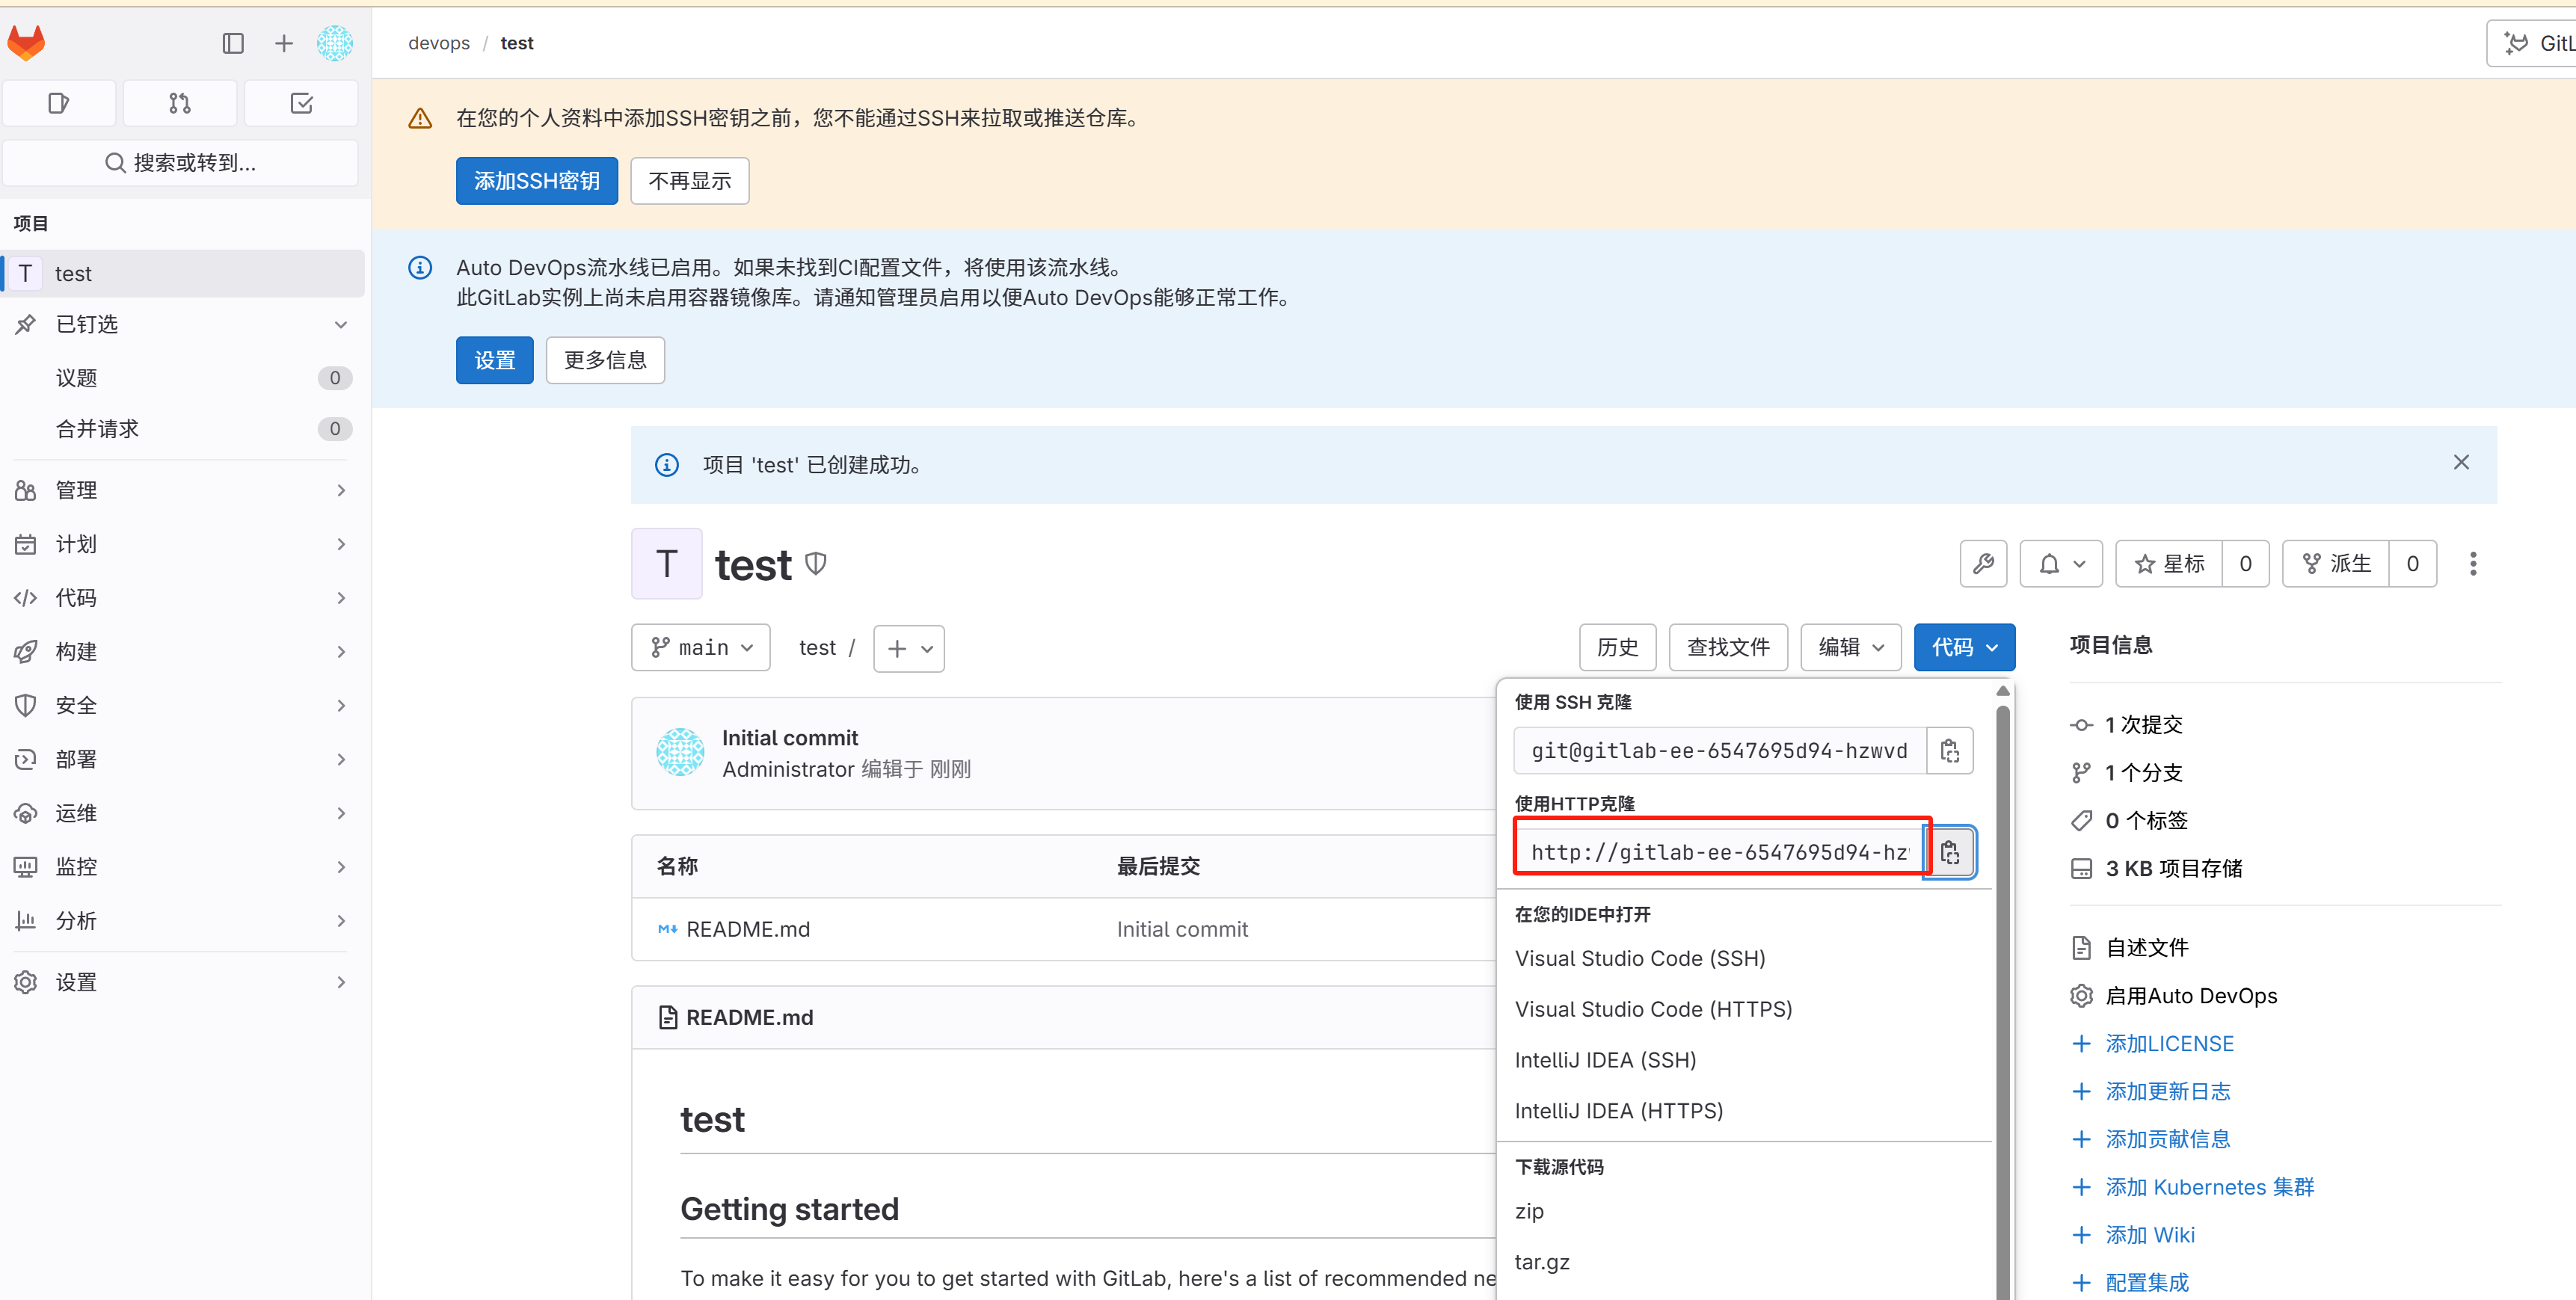 devops / test
GitL
搜索或转到...
项目
T test
已钉选
议题 0
合并请求 0
管理
计划
代码
构建
安全
部署
运维
监控
分析
设置
在您的个人资料中添加SSH密钥之前，您不能通过SSH来拉取或推送仓库。
添加SSH密钥 不再显示
Auto DevOps流水线已启用。如果未找到CI配置文件，将使用该流水线。
此GitLab实例上尚未启用容器镜像库。请通知管理员启用以便Auto DevOps能够正常工作。
设置 更多信息
项目 'test' 已创建成功。
T test
星标 0 派生 0
main test / 历史 查找文件 编辑 代码
Initial commit
Administrator 编辑于 刚刚
名称 最后提交
README.md Initial commit
README.md
test
Getting started
To make it easy for you to get started with GitLab, here's a list of recommended ne
使用 SSH 克隆
git@gitlab-ee-6547695d94-hzwvd
使用HTTP克隆
http://gitlab-ee-6547695d94-hz
在您的IDE中打开
Visual Studio Code (SSH)
Visual Studio Code (HTTPS)
IntelliJ IDEA (SSH)
IntelliJ IDEA (HTTPS)
下载源代码
zip
tar.gz
项目信息
1 次提交
1 个分支
0 个标签
3 KB 项目存储
自述文件
启用Auto DevOps
添加LICENSE
添加更新日志
添加贡献信息
添加 Kubernetes 集群
添加 Wiki
配置集成